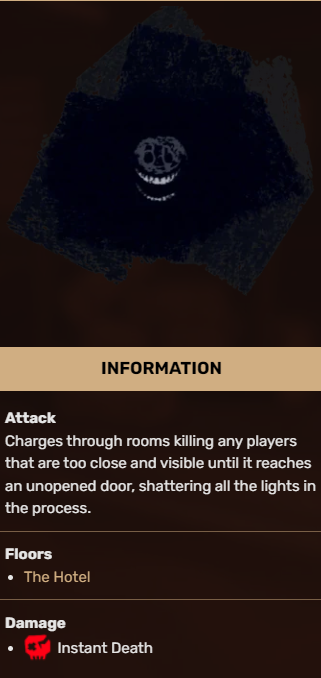 INFORMATION
Attack
Charges through rooms killing any players
that are too close and visible until it reaches
an unopened door, shattering all the lights in
the process.
Floors
• The Hotel
Damage
• Instant Death